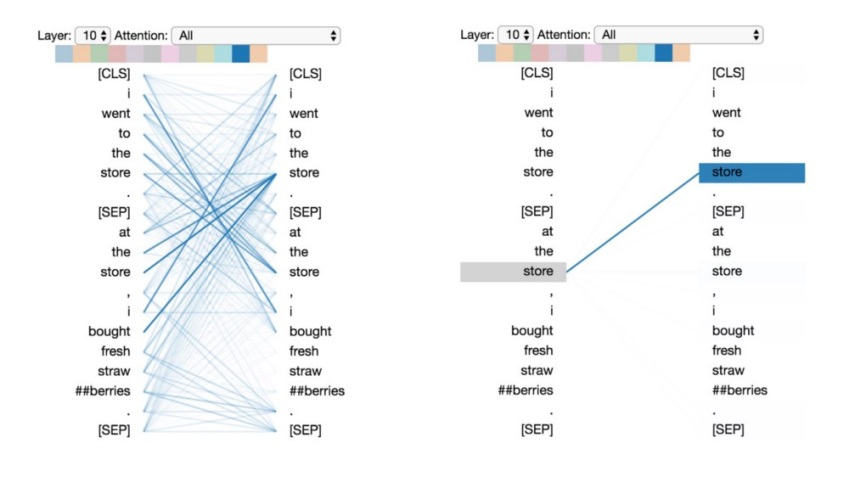 Layer: 10 Attention: All
[CLS] [CLS]
i i
went went
to to
the the
store store
. .
[SEP] [SEP]
at at
the the
store store
, ,
i i
bought bought
fresh fresh
straw straw
##berries ##berries
. .
[SEP] [SEP]
Layer: 10 Attention: All
[CLS] [CLS]
i i
went went
to to
the the
store store
. .
[SEP] [SEP]
at at
the the
store store
, ,
i i
bought bought
fresh fresh
straw straw
##berries ##berries
. .
[SEP] [SEP]